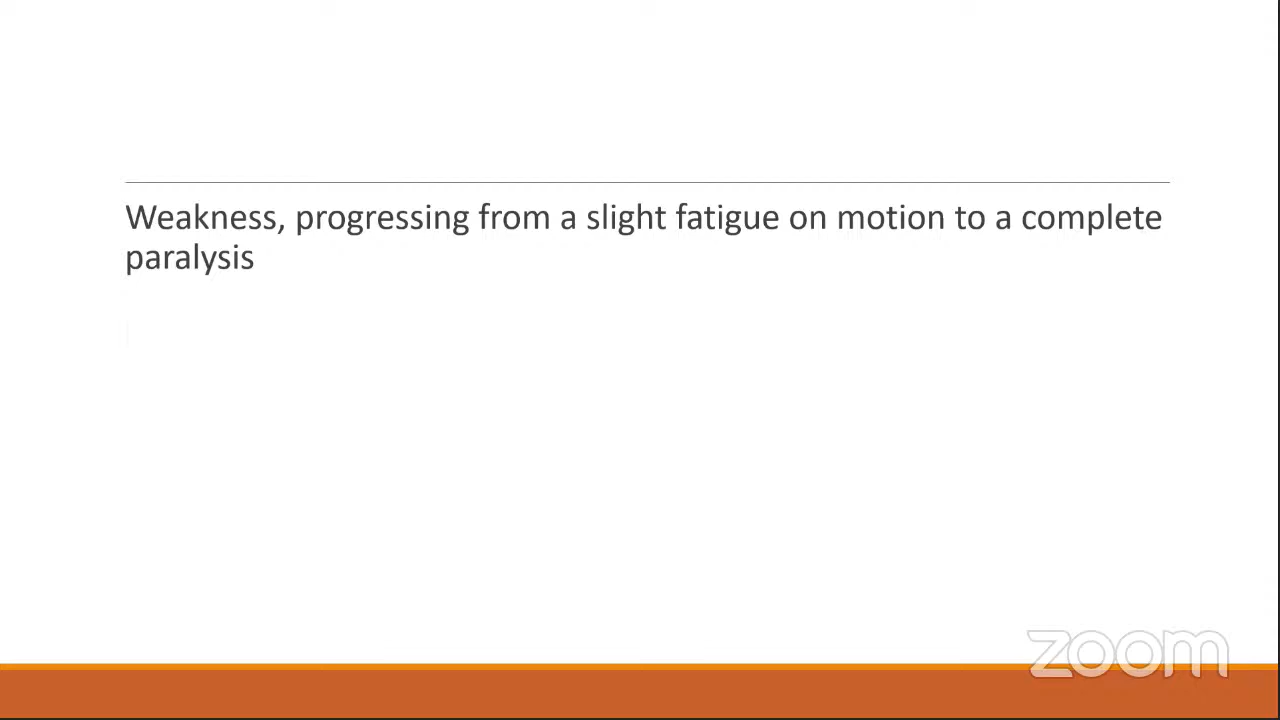 Weakness, progressing from a slight fatigue on motion to a complete
paralysis
zoom